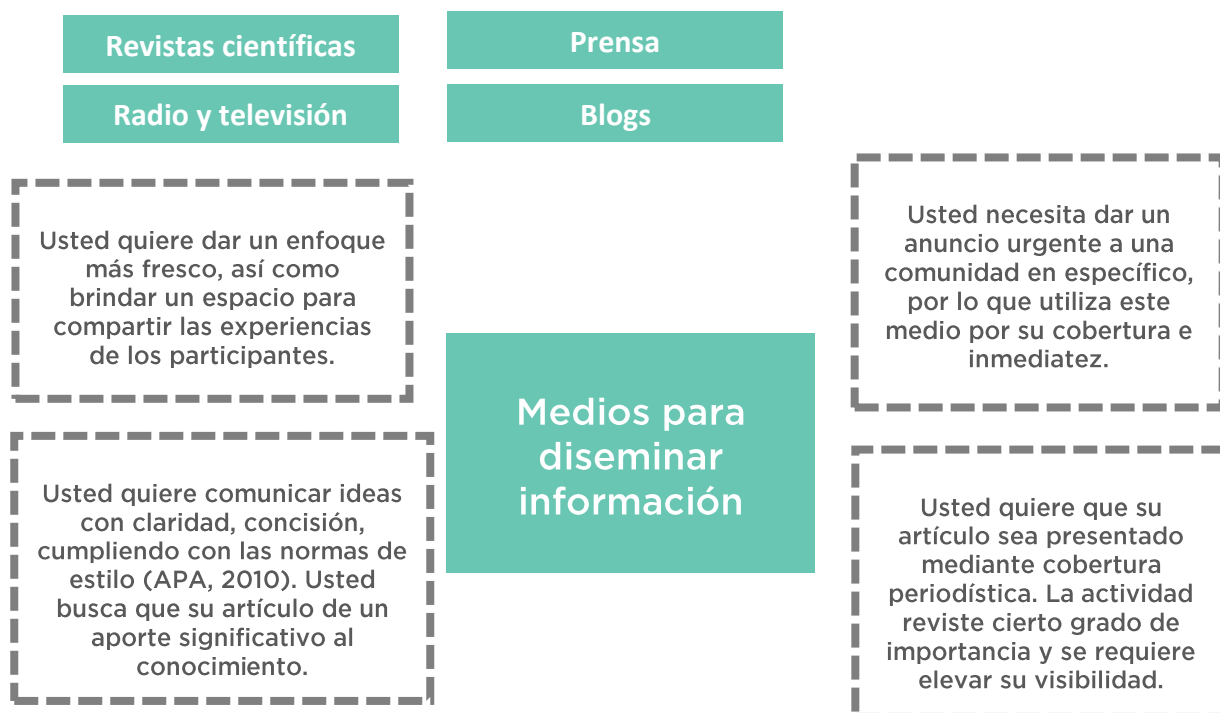 Revistas científicas
Prensa
Radio y televisión
Blogs
Usted quiere dar un enfoque
más fresco, así como
brindar un espacio para
compartir las experiencias
de los participantes.
Usted necesita dar un
anuncio urgente a una
comunidad en específico,
por lo que utiliza este
medio por su cobertura e
inmediatez.
Medios para
diseminar
información
Usted quiere comunicar ideas
con claridad, concisión,
cumpliendo con las normas de
estilo (APA, 2010). Usted
busca que su artículo de un
aporte significativo al
conocimiento.
Usted quiere que su
artículo sea presentado
mediante cobertura
periodística. La actividad
reviste cierto grado de
importancia y se requiere
elevar su visibilidad.